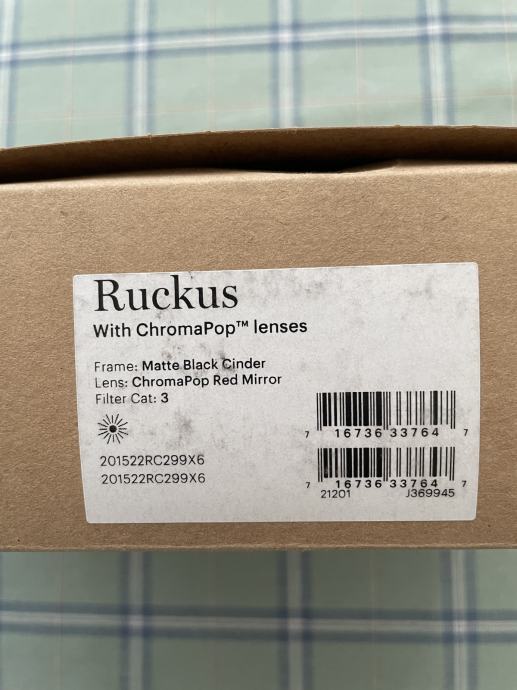 Ruckus
With ChromaPop™ lenses
Frame: Matte Black Cinder
Lens: ChromaPop Red Mirror
Filter Cat: 3
201522RC299X6
201522RC299X6
7 16736 33764 7
7 16736 33764 7
21201 J369945